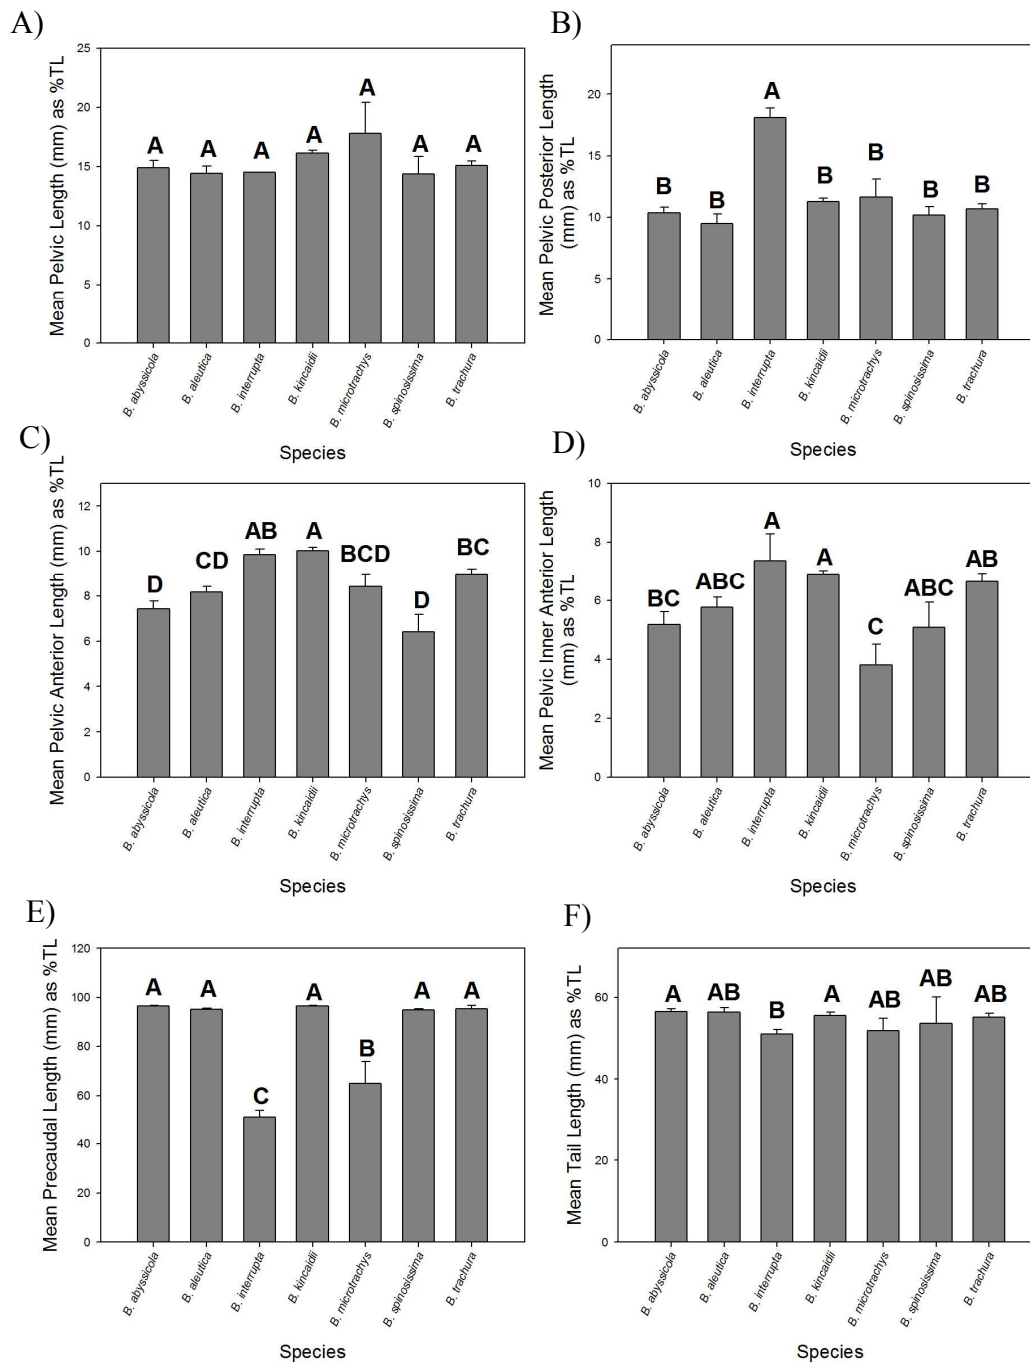 A)
Mean Pelvic Length (mm) as %TL
25
20
15
10
5
0
A A A A A A A
B. abyssicola
B. aleutica
B. interrupta
B. kincaidii
B. microtrachys
B. spinosissima
B. trachura
Species
B)
Mean Pelvic Posterior Length
(mm) as %TL
20
15
10
5
0
B B A B B B B
B. abyssicola
B. aleutica
B. interrupta
B. kincaidii
B. microtrachys
B. spinosissima
B. trachura
Species
C)
Mean Pelvic Anterior Length (mm) as %TL
12
10
8
6
4
2
0
D CD AB A BCD D BC
B. abyssicola
B. aleutica
B. interrupta
B. kincaidii
B. microtrachys
B. spinosissima
B. trachura
Species
D)
Mean Pelvic Inner Anterior Length
(mm) as %TL
10
8
6
4
2
0
BC ABC A A C ABC AB
B. abyssicola
B. aleutica
B. interrupta
B. kincaidii
B. microtrachys
B. spinosissima
B. trachura
Species
E)
Mean Precaudal Length (mm) as %TL
120
100
80
60
40
20
0
A A C A B A A
B. abyssicola
B. aleutica
B. interrupta
B. kincaidii
B. microtrachys
B. spinosissima
B. trachura
Species
F)
Mean Tail Length (mm) as %TL
60
40
20
0
A AB B A AB AB AB
B. abyssicola
B. aleutica
B. interrupta
B. kincaidii
B. microtrachys
B. spinosissima
B. trachura
Species